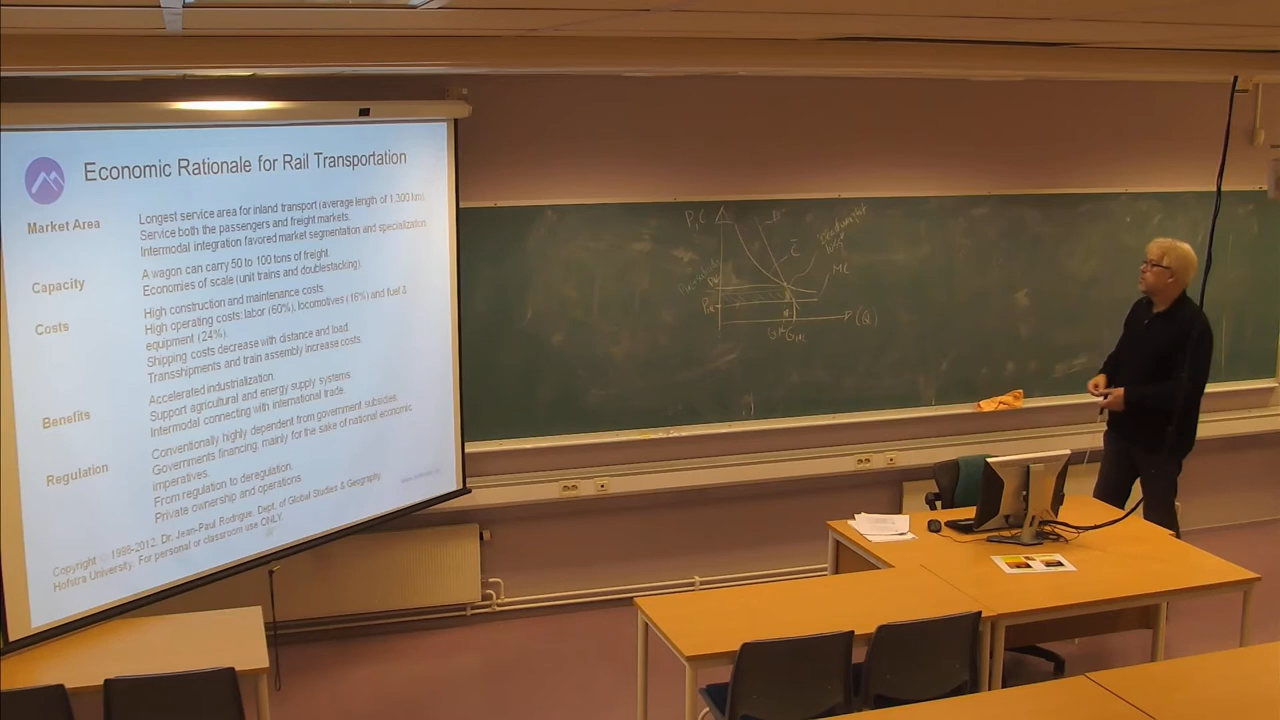 Economic Rationale for Rail Transportation
Market Area
Longest service area for inland transport (average length of 1,300 km).
Service both the passengers and freight markets.
Intermodal integration favored market segmentation and specialization.
Capacity
A wagon can carry 50 to 100 tons of freight.
Economies of scale (unit trains and doublestacking).
Costs
High construction and maintenance costs.
High operating costs: labor (60%), locomotives (16%) and fuel &
equipment (24%).
Shipping costs decrease with distance and load.
Transshipments and train assembly increase costs.
Benefits
Accelerated industrialization.
Support agricultural and energy supply systems.
Intermodal connecting with international trade.
Regulation
Conventionally highly dependent from government subsidies.
Governments financing, mainly for the sake of national economic
imperatives.
From regulation to deregulation.
Private ownership and operations
Copyright © 1998-2012, Dr. Jean-Paul Rodrigue, Dept. of Global Studies & Geography,
Hofstra University. For personal or classroom use ONLY.
P,C
D
C
Deadweight
loss
MC
(Q)